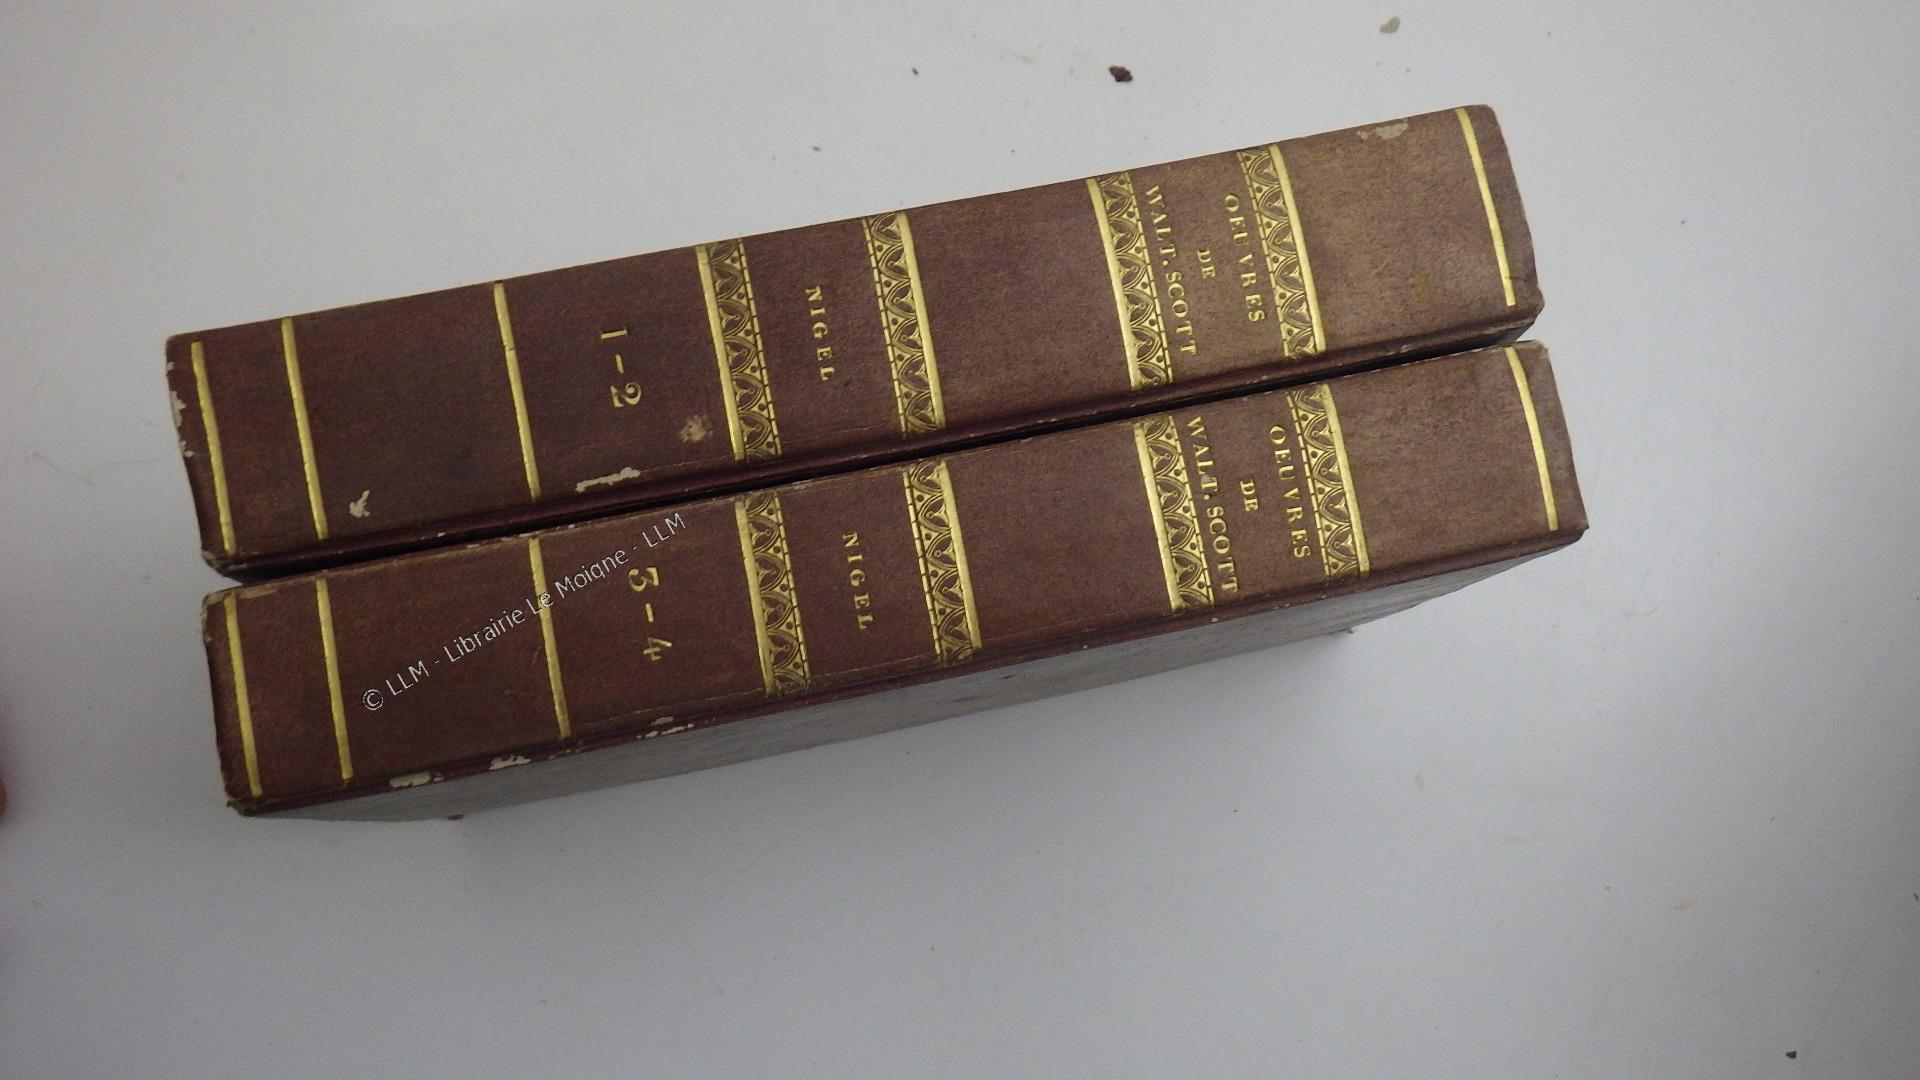 OEUVRES
DE
WALT. SCOTT
NIGEL
1-2
OEUVRES
DE
WALT. SCOTT
NIGEL
3-4
© LLM - Librairie Le Moigne - LLM